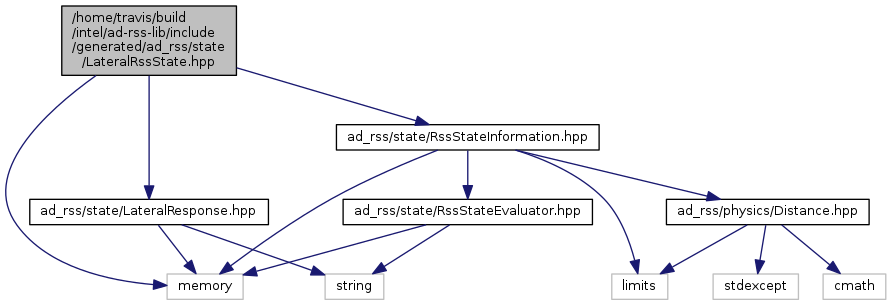 /home/travis/build
/intel/ad-rss-lib/include
/generated/ad_rss/state
/LateralRssState.hpp
ad_rss/state/RssStateInformation.hpp
ad_rss/state/LateralResponse.hpp
ad_rss/state/RssStateEvaluator.hpp
ad_rss/physics/Distance.hpp
memory
string
limits
stdexcept
cmath